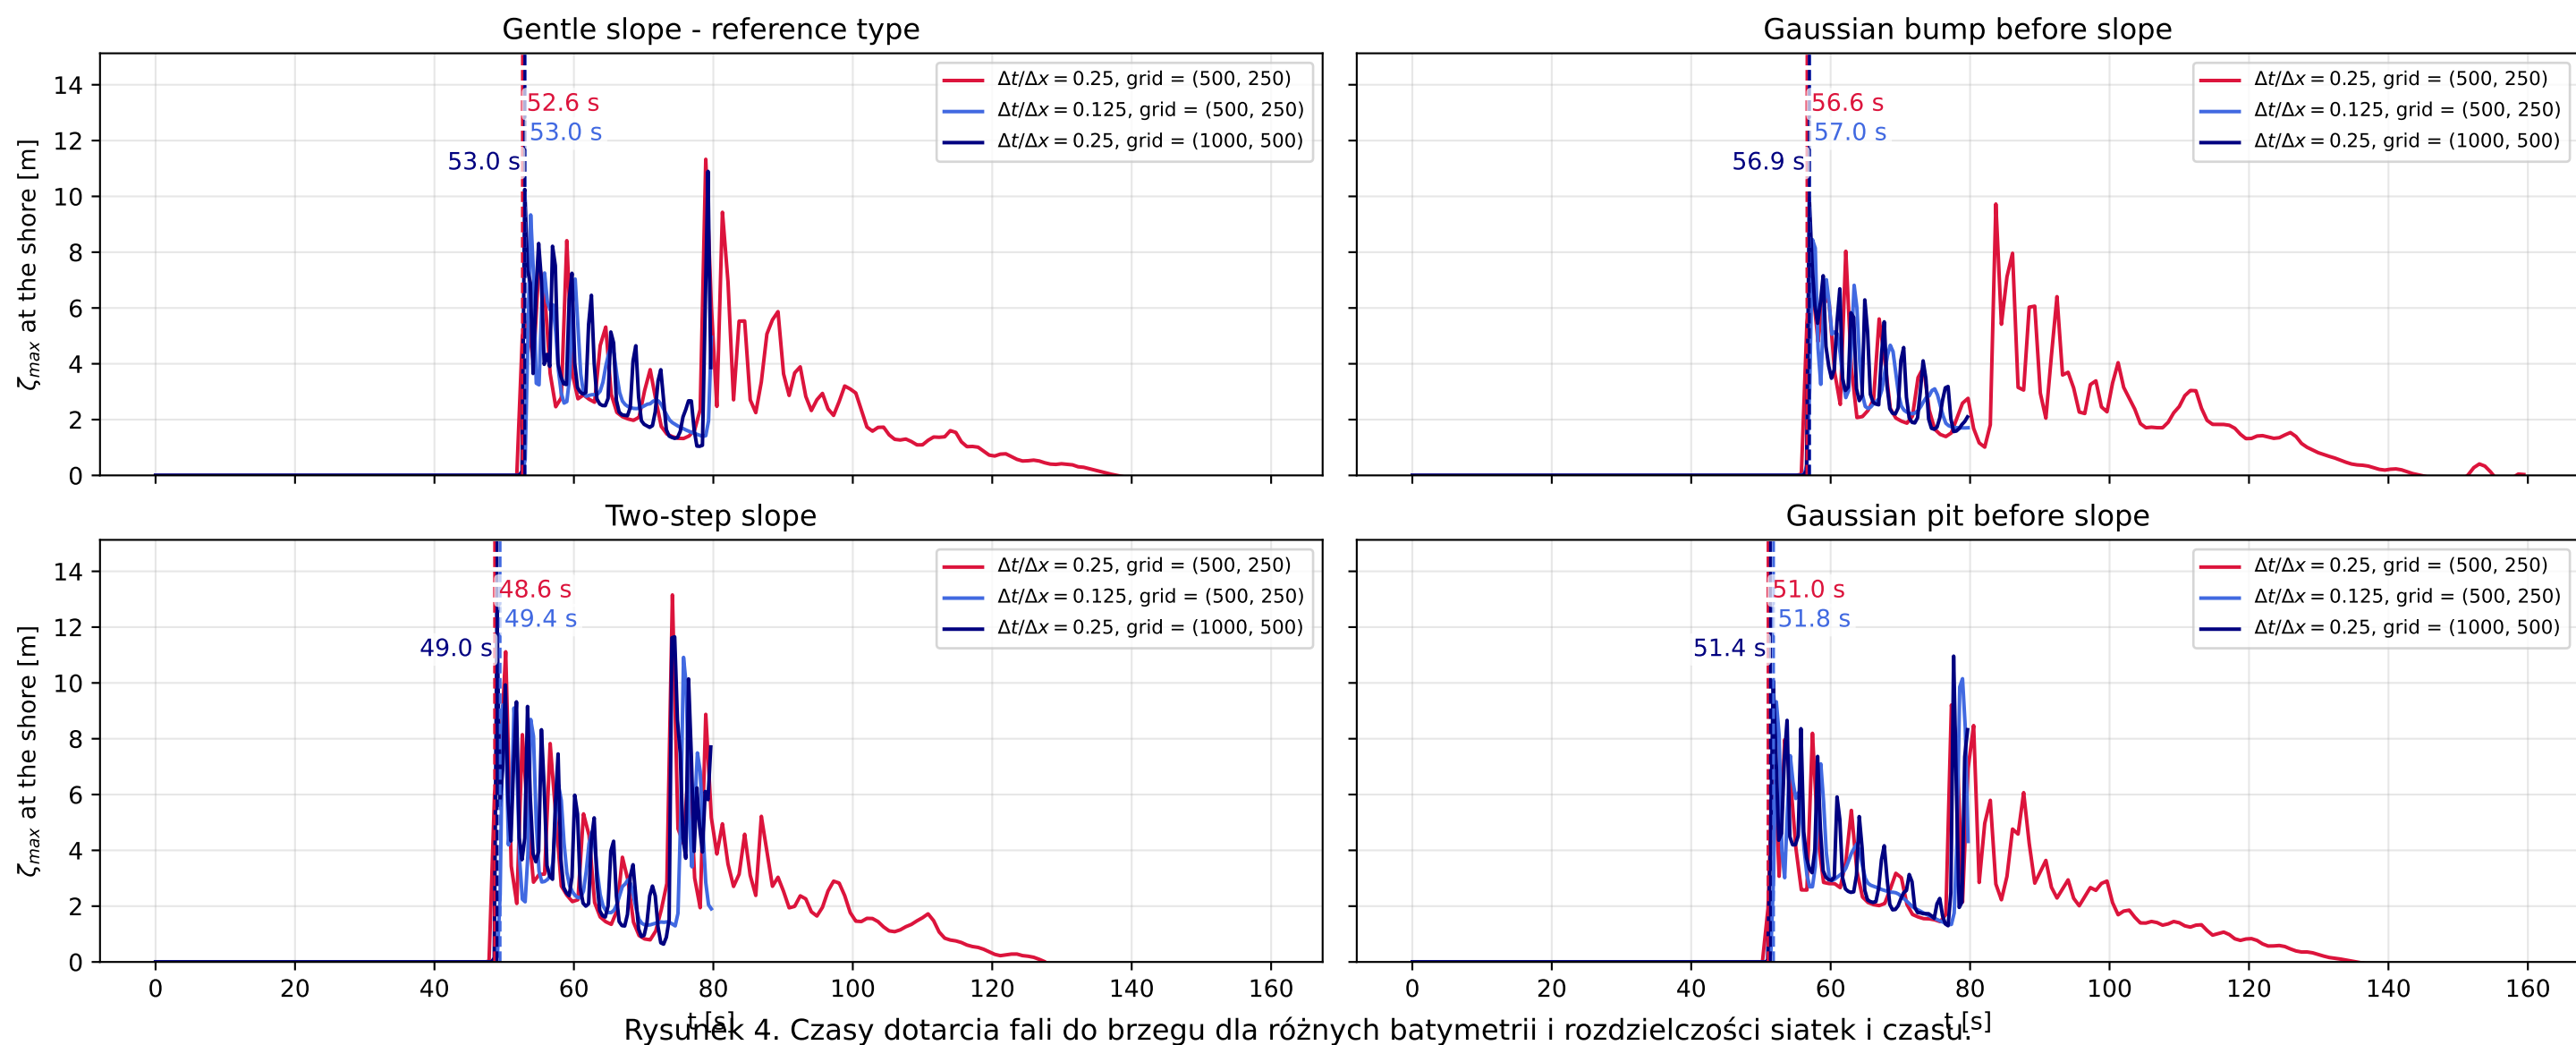 Gentle slope - reference type
Gaussian bump before slope
ζmax at the shore [m]
14
12
10
8
6
4
2
0
52.6 s
53.0 s
53.0 s
Δt/Δx = 0.25, grid = (500, 250)
Δt/Δx = 0.125, grid = (500, 250)
Δt/Δx = 0.25, grid = (1000, 500)
56.6 s
57.0 s
56.9 s
Δt/Δx = 0.25, grid = (500, 250)
Δt/Δx = 0.125, grid = (500, 250)
Δt/Δx = 0.25, grid = (1000, 500)
Two-step slope
Gaussian pit before slope
ζmax at the shore [m]
14
12
10
8
6
4
2
0
48.6 s
49.4 s
49.0 s
Δt/Δx = 0.25, grid = (500, 250)
Δt/Δx = 0.125, grid = (500, 250)
Δt/Δx = 0.25, grid = (1000, 500)
51.0 s
51.8 s
51.4 s
Δt/Δx = 0.25, grid = (500, 250)
Δt/Δx = 0.125, grid = (500, 250)
Δt/Δx = 0.25, grid = (1000, 500)
0 20 40 60 80 100 120 140 160
0 20 40 60 80 100 120 140 160
t [s]
t [s]
Rysunek 4. Czasy dotarcia fali do brzegu dla różnych batymetrii i rozdzielczości siatek i czasu.